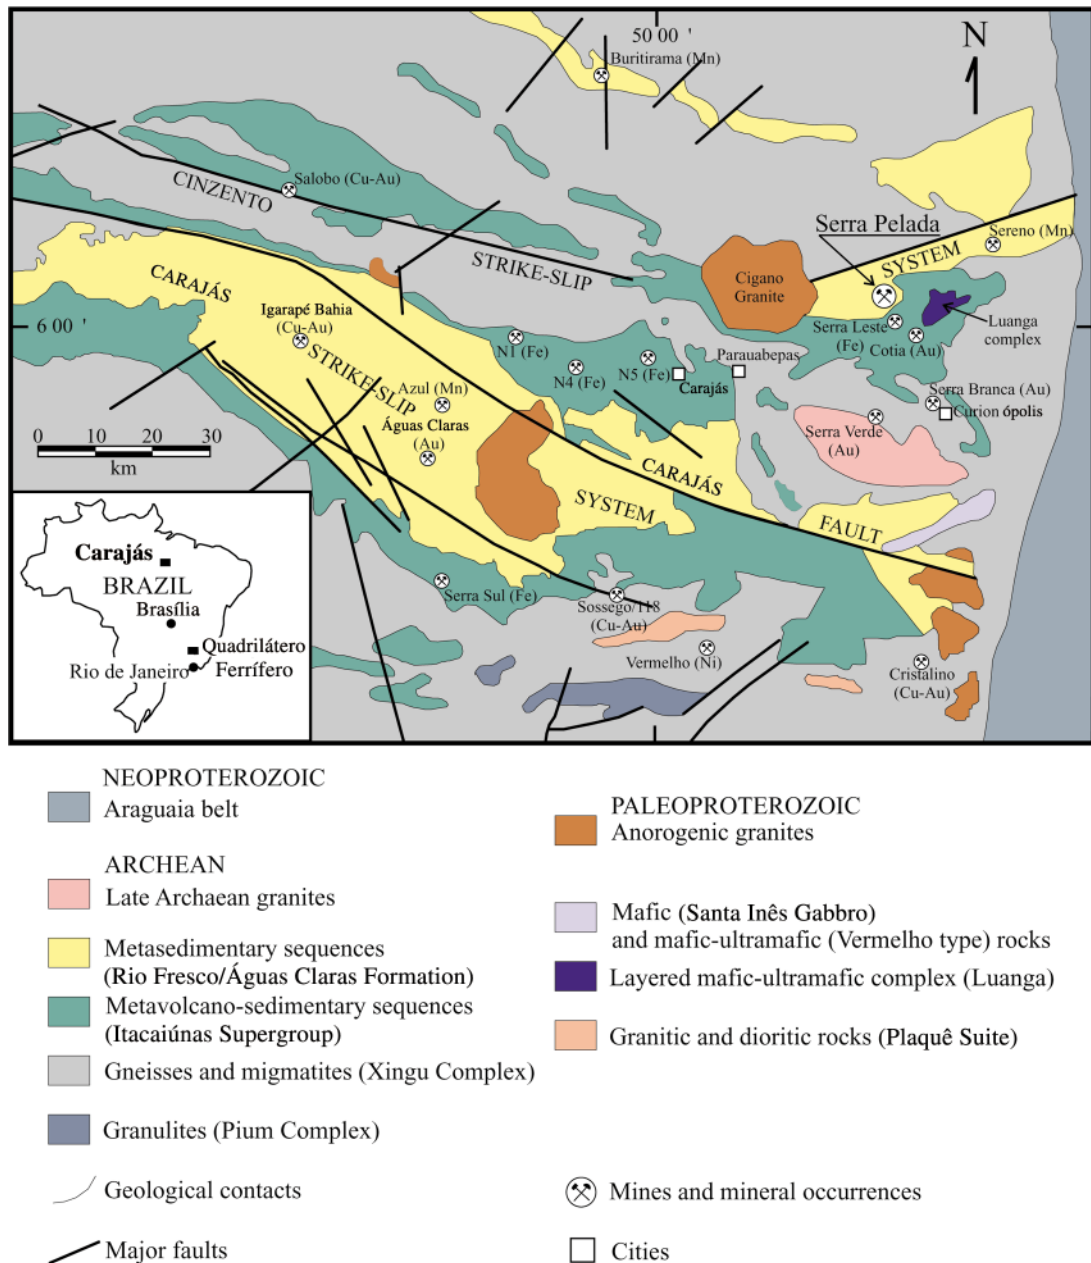 50 00 '
N
Buritirama (Mn)
Salobo (Cu-Au)
CINZENTO
STRIKE-SLIP
SYSTEM
Serra Pelada
Sereno (Mn)
Cigano
Granite
CARAJÁS
Igarapé Bahia
(Cu-Au)
STRIKE-SLIP
6 00 '
N1 (Fe)
N4 (Fe)
N5 (Fe)
Carajás
Parauabepas
Serra Leste
(Fe)
Cotia (Au)
Luanga
complex
Azul (Mn)
Águas Claras
(Au)
Serra Branca (Au)
Curion ópolis
Serra Verde
(Au)
0 10 20 30
km
CARAJÁS
SYSTEM
FAULT
Serra Sul (Fe)
Sossego/118
(Cu-Au)
Vermelho (Ni)
Cristalino
(Cu-Au)
Carajás
BRAZIL
Brasília
Quadrilátero
Ferrífero
Rio de Janeiro
NEOPROTEROZOIC
Araguaia belt
ARCHEAN
Late Archaean granites
Metasedimentary sequences
(Rio Fresco/Águas Claras Formation)
Metavolcano-sedimentary sequences
(Itacaiúnas Supergroup)
Gneisses and migmatites (Xingu Complex)
Granulites (Pium Complex)
Geological contacts
Major faults
PALEOPROTEROZOIC
Anorogenic granites
Mafic (Santa Inês Gabbro)
and mafic-ultramafic (Vermelho type) rocks
Layered mafic-ultramafic complex (Luanga)
Granitic and dioritic rocks (Plaquê Suite)
Mines and mineral occurrences
Cities